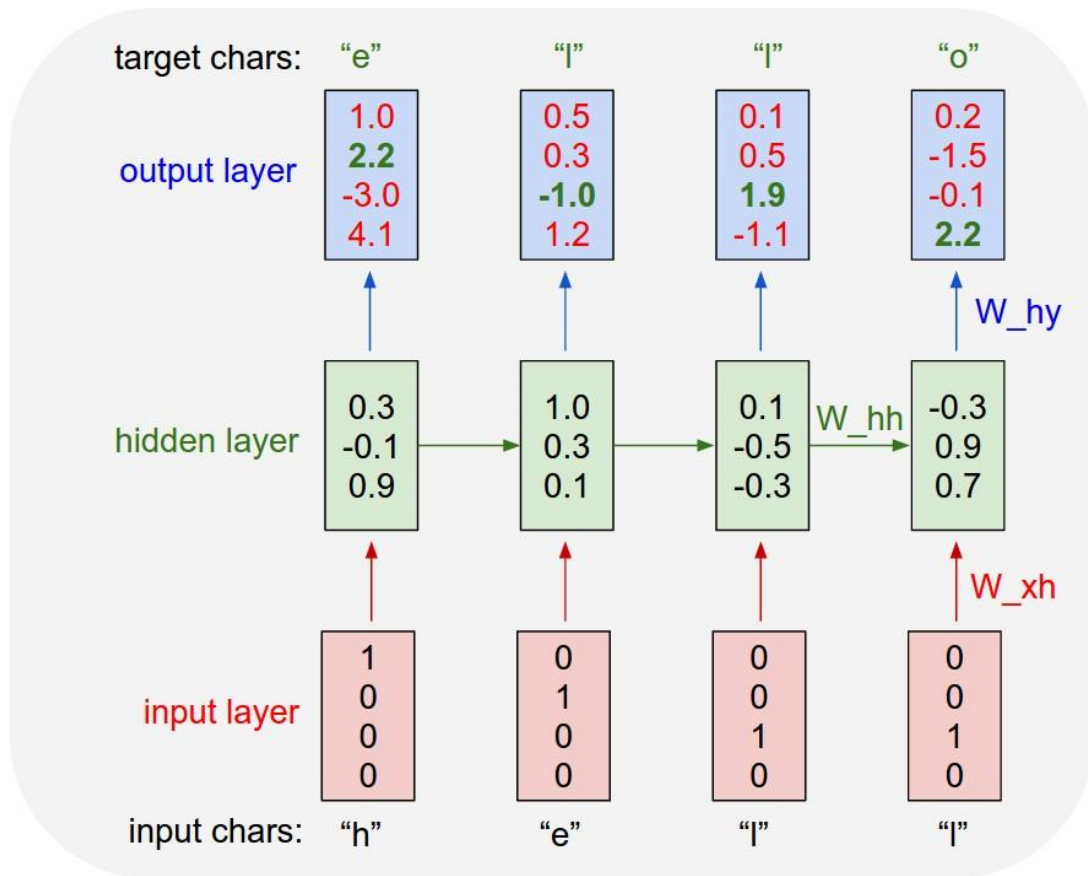 target chars: “e” “l” “l” “o”
1.0 0.5 0.1 0.2
2.2 0.3 0.5 -1.5
output layer
-3.0 -1.0 1.9 -0.1
4.1 1.2 -1.1 2.2
W_hy
0.3 1.0 0.1 -0.3
W_hh
hidden layer
-0.1 0.3 -0.5 0.9
0.9 0.1 -0.3 0.7
W_xh
1 0 0 0
0 1 0 0
input layer
0 0 1 1
0 0 0 0
input chars: “h” “e” “l” “l”